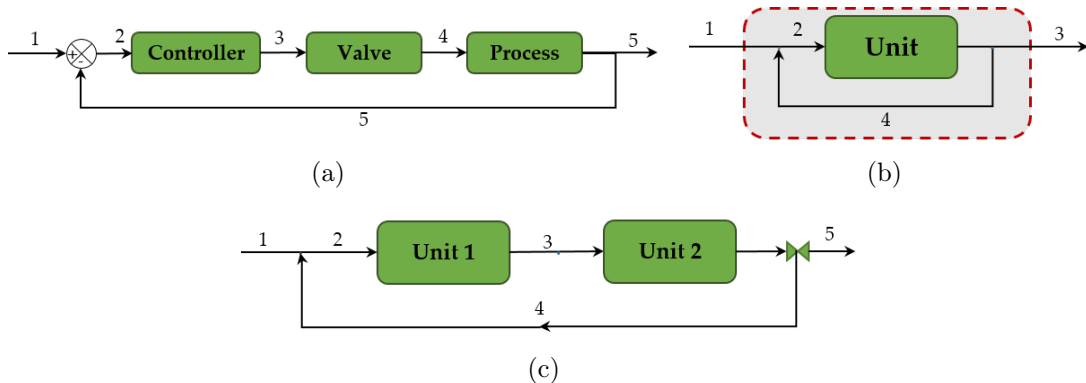 1 + - 2 Controller 3 Valve 4 Process 5
5
(a)
1 2 Unit 3
4
(b)
1 2 Unit 1 3 Unit 2 5
4
(c)